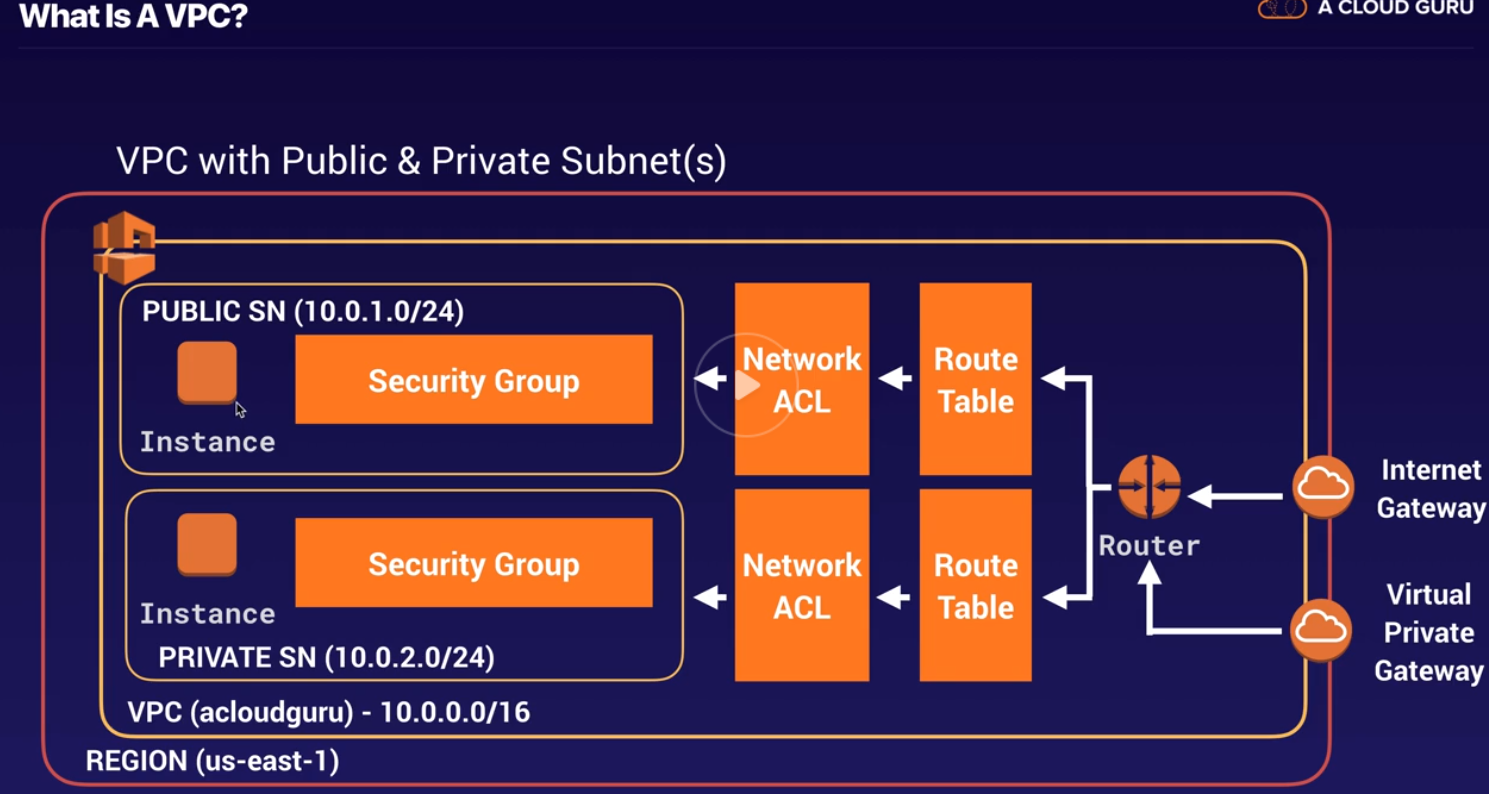 What Is A VPC?
A CLOUD GURU
VPC with Public & Private Subnet(s)
PUBLIC SN (10.0.1.0/24)
Security Group
Instance
Network
ACL
Route
Table
Security Group
Instance
PRIVATE SN (10.0.2.0/24)
Network
ACL
Route
Table
Router
Internet
Gateway
Virtual
Private
Gateway
VPC (acloudguru) - 10.0.0.0/16
REGION (us-east-1)